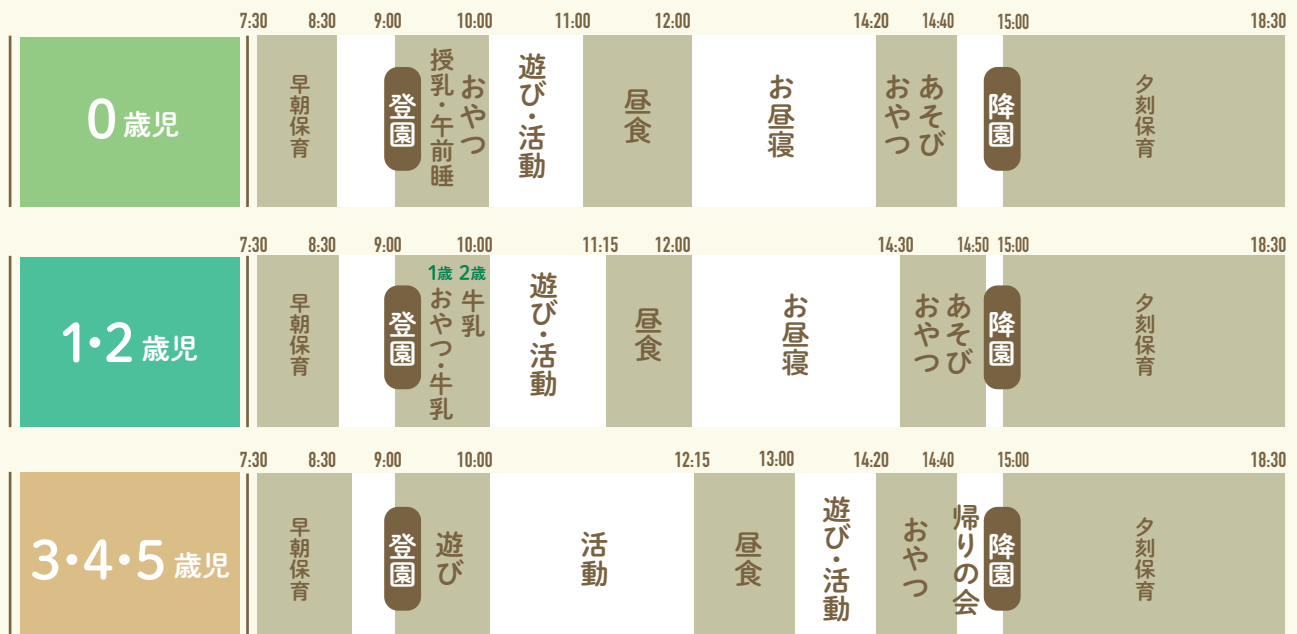 7:30 8:30 9:00 10:00 11:00 12:00 14:20 14:40 15:00 18:30
0歳児
早朝保育
登園
授乳・午前睡
おやつ
遊び・活動
昼食
お昼寝
おやつ
あそび
降園
夕刻保育
7:30 8:30 9:00 10:00 11:15 12:00 14:30 14:50 15:00 18:30
1・2歳児
早朝保育
登園
1歳
おやつ・牛乳
2歳
牛乳
遊び・活動
昼食
お昼寝
おやつ
あそび
降園
夕刻保育
7:30 8:30 9:00 10:00 12:15 13:00 14:20 14:40 15:00 18:30
3・4・5歳児
早朝保育
登園
遊び
活動
昼食
遊び・活動
おやつ
帰りの会
降園
夕刻保育